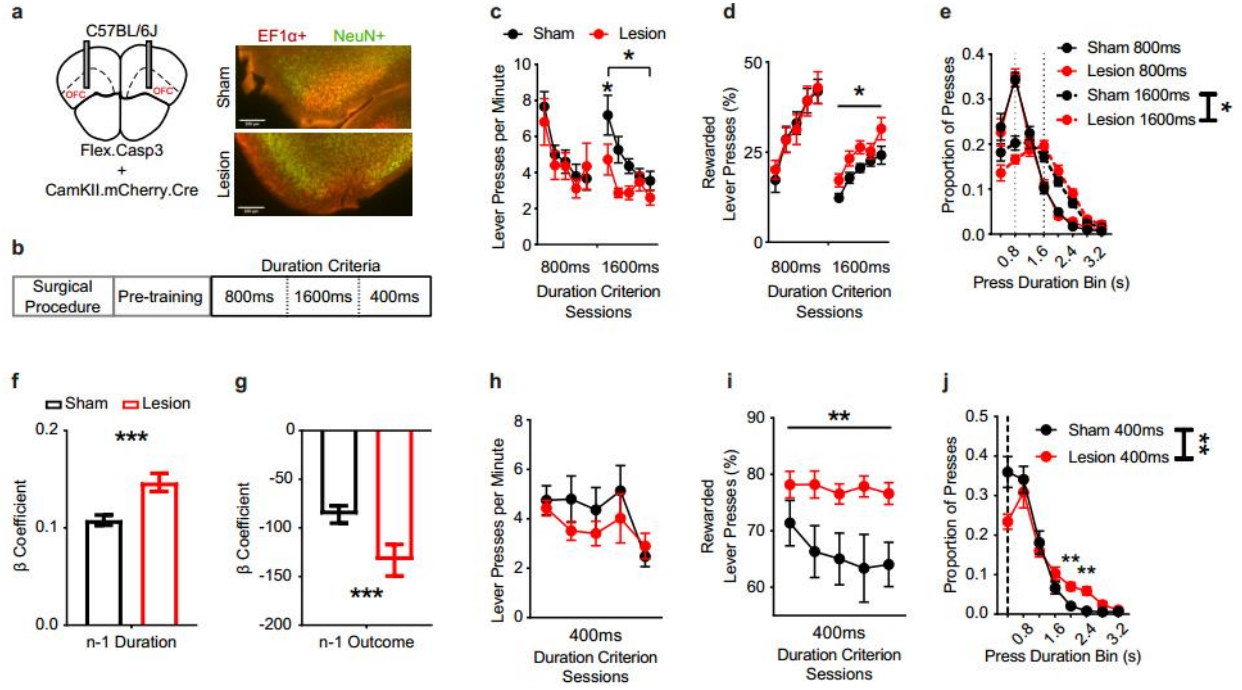 a
C57BL/6J
OFC OFC
Flex.Casp3
+
CamKII.mCherry.Cre
EF1α+ NeuN+
Sham
Lesion
b
Duration Criteria
Surgical Procedure
Pre-training
800ms
1600ms
400ms
c
Sham Lesion
Lever Presses per Minute
10
8
6
4
2
0
*
*
800ms 1600ms
Duration Criterion
Sessions
d
Rewarded
Lever Presses (%)
50
25
0
*
800ms 1600ms
Duration Criterion
Sessions
e
Proportion of Presses
0.4
0.3
0.2
0.1
0.0
Sham 800ms
Lesion 800ms
Sham 1600ms
Lesion 1600ms
*
0.8 1.6 2.4 3.2
Press Duration Bin (s)
f
Sham Lesion
β Coefficient
0.2
0.1
0.0
***
n-1 Duration
g
β Coefficient
0
-50
-100
-150
-200
***
n-1 Outcome
h
Lever Presses per Minute
8
6
4
2
0
400ms
Duration Criterion
Sessions
i
Rewarded
Lever Presses (%)
90
80
70
60
**
400ms
Duration Criterion
Sessions
j
Proportion of Presses
0.5
0.4
0.3
0.2
0.1
0.0
Sham 400ms
Lesion 400ms
**
** **
0.8 1.6 2.4 3.2
Press Duration Bin (s)